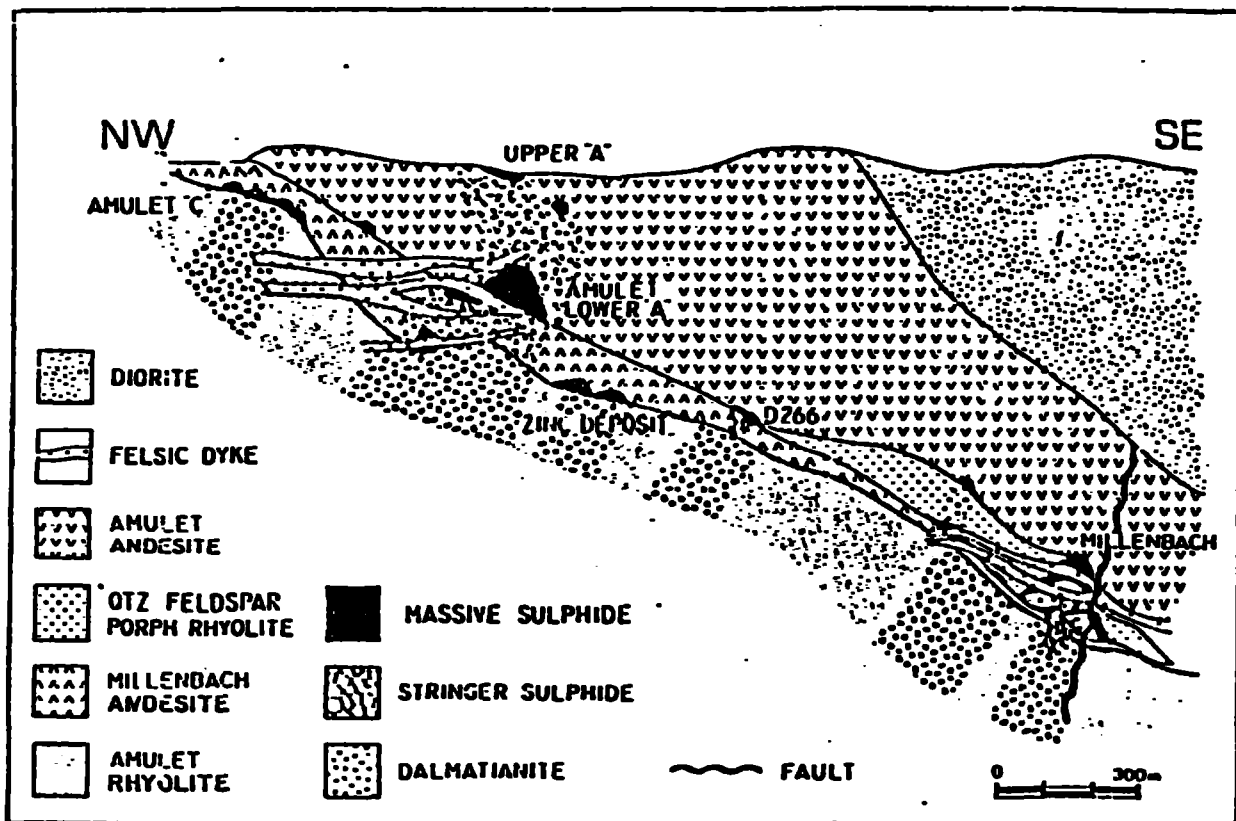 NW
SE
UPPER "A"
AMULET "C"
AMULET
LOWER A
ZINC DEPOSIT
D266
MILLENBACH
DIORITE
FELSIC DYKE
AMULET
ANDESITE
QTZ FELDSPAR
PORPH RHYOLITE
MILLENBACH
ANDESITE
AMULET
RHYOLITE
MASSIVE SULPHIDE
STRINGER SULPHIDE
DALMATIANITE
FAULT
0 300m